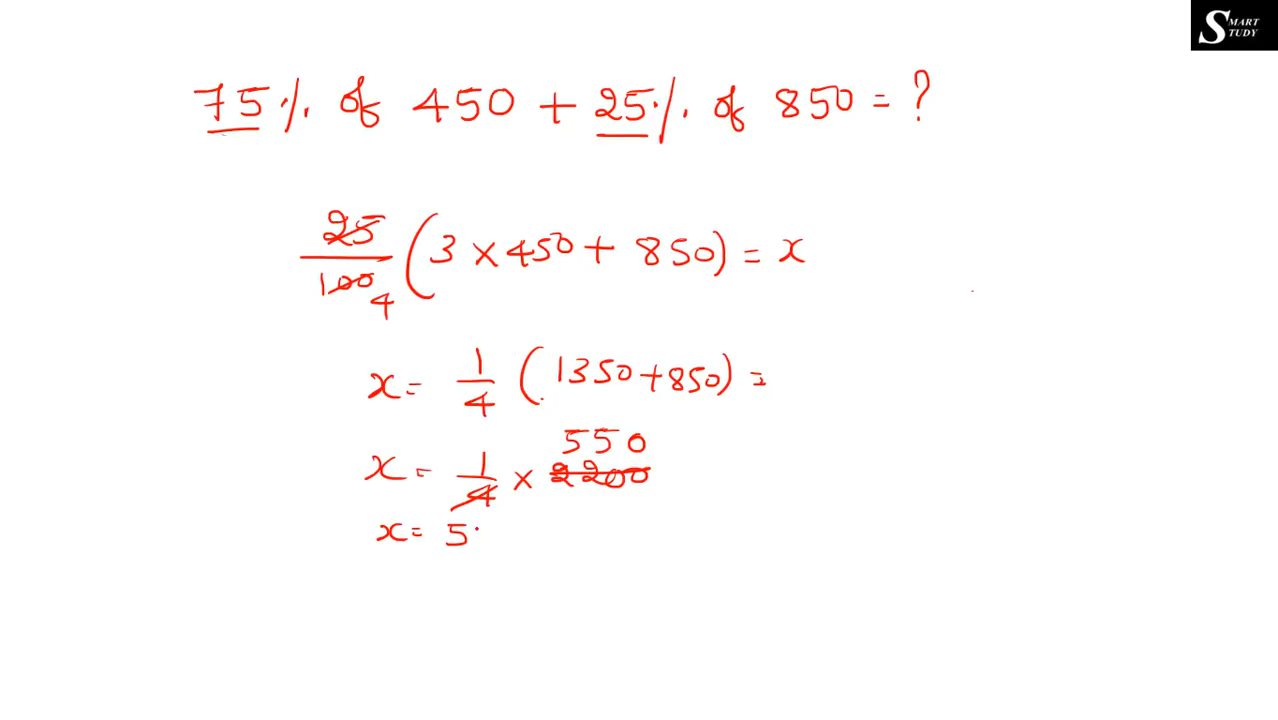 SMART
STUDY
75% of 450 + 25% of 850 = ?
25/100 4 (3 × 450 + 850) = x
x = 1/4 (1350 + 850) =
550
x = 1/4 × 2200
x = 5